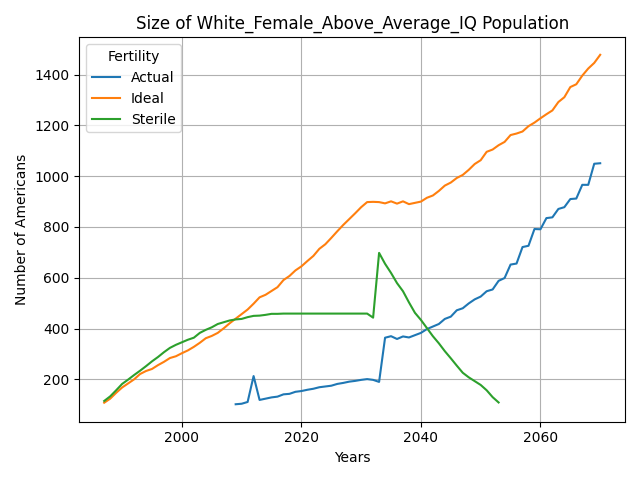 Size of White_Female_Above_Average_IQ Population
Fertility
Actual
Ideal
Sterile
Number of Americans
1400
1200
1000
800
600
400
200
2000
2020
2040
2060
Years